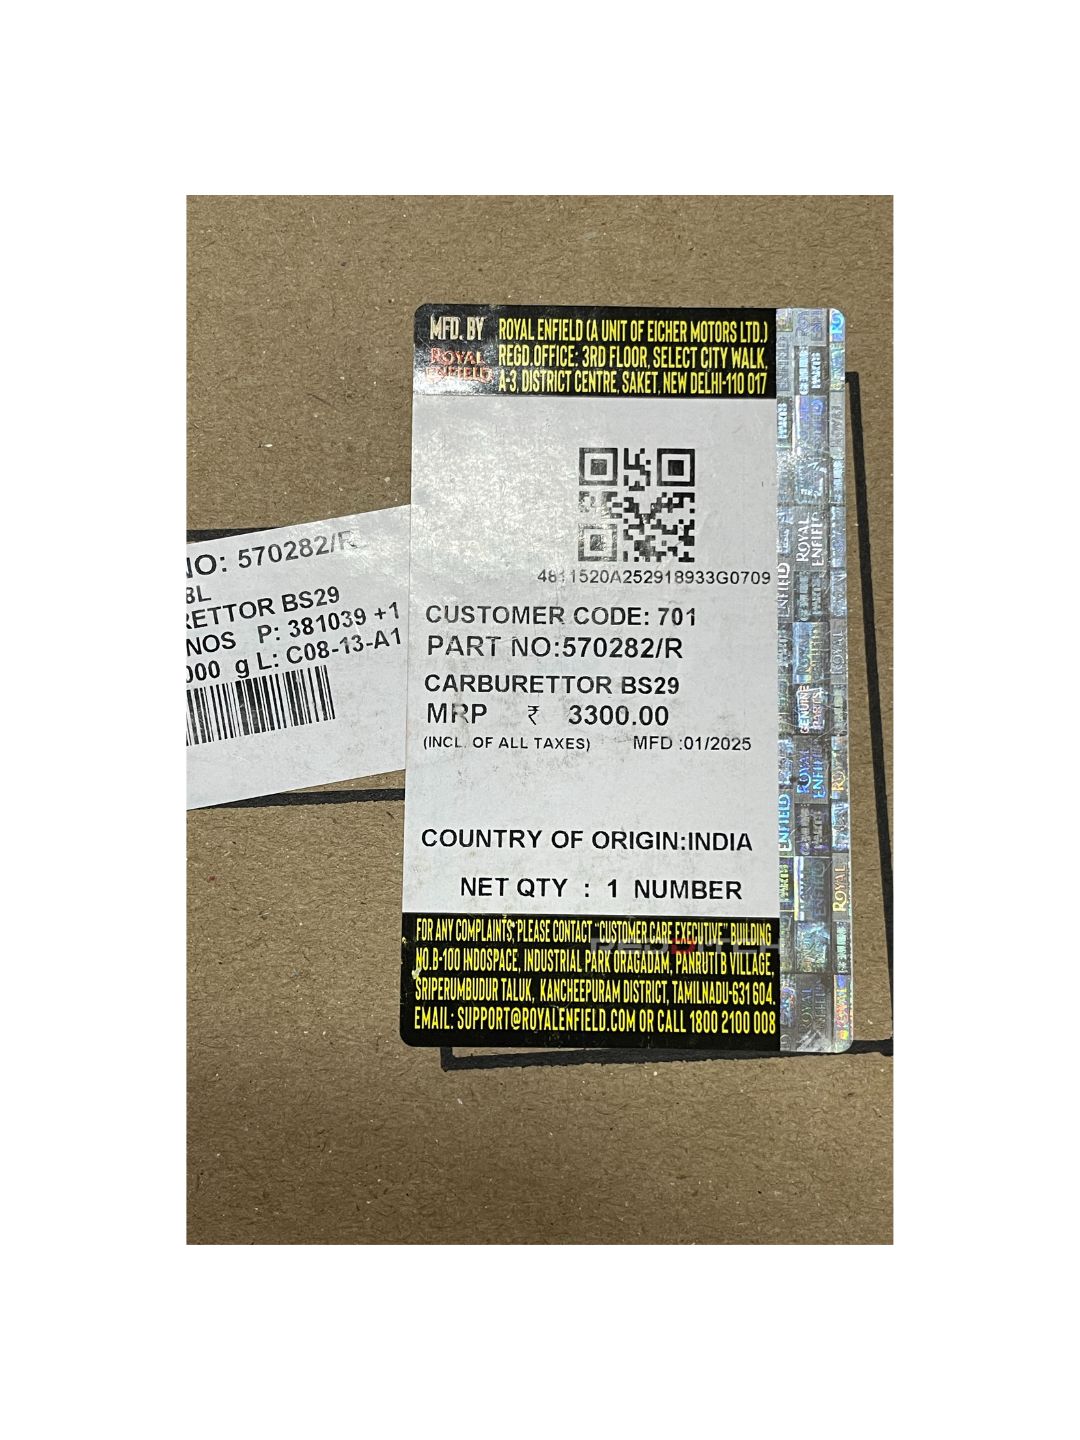 MFD. BY
ROYAL ENFIELD
ROYAL ENFIELD (A UNIT OF EICHER MOTORS LTD.)
REGD.OFFICE: 3RD FLOOR, SELECT CITY WALK,
A-3, DISTRICT CENTRE, SAKET, NEW DELHI-110 017
4811520A252918933G0709
CUSTOMER CODE: 701
PART NO:570282/R
CARBURETTOR BS29
MRP ₹ 3300.00
(INCL. OF ALL TAXES) MFD :01/2025
COUNTRY OF ORIGIN:INDIA
NET QTY : 1 NUMBER
FOR ANY COMPLAINTS, PLEASE CONTACT "CUSTOMER CARE EXECUTIVE" BUILDING
NO.B-100 INDOSPACE, INDUSTRIAL PARK ORAGADAM, PANRUTI B VILLAGE,
SRIPERUMBUDUR TALUK, KANCHEEPURAM DISTRICT, TAMILNADU-631 604.
EMAIL: SUPPORT@ROYALENFIELD.COM OR CALL 1800 2100 008
NO: 570282/R
BL
RETTOR BS29
NOS P: 381039 +1
000 g L: C08-13-A1
ROYAL ENFIELD
GENUINE PARTS